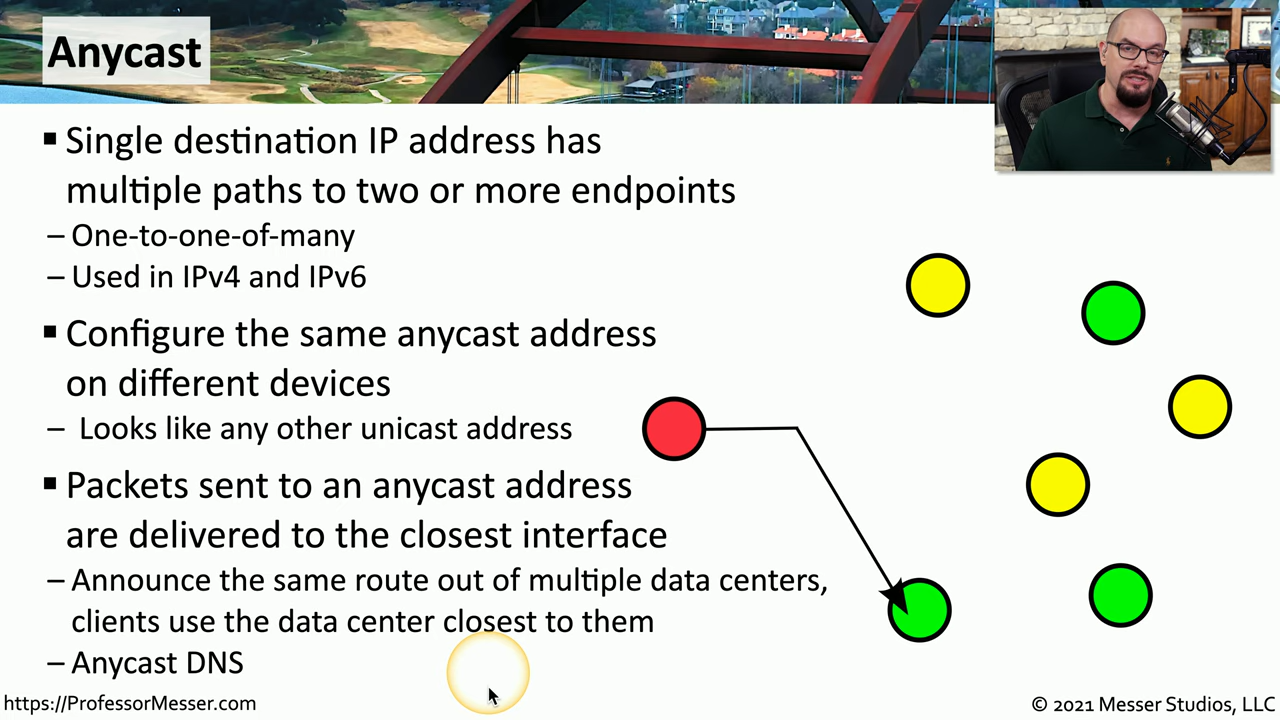 Anycast
▪ Single destination IP address has
multiple paths to two or more endpoints
– One-to-one-of-many
– Used in IPv4 and IPv6
▪ Configure the same anycast address
on different devices
– Looks like any other unicast address
▪ Packets sent to an anycast address
are delivered to the closest interface
– Announce the same route out of multiple data centers,
clients use the data center closest to them
– Anycast DNS
https://ProfessorMesser.com
© 2021 Messer Studios, LLC